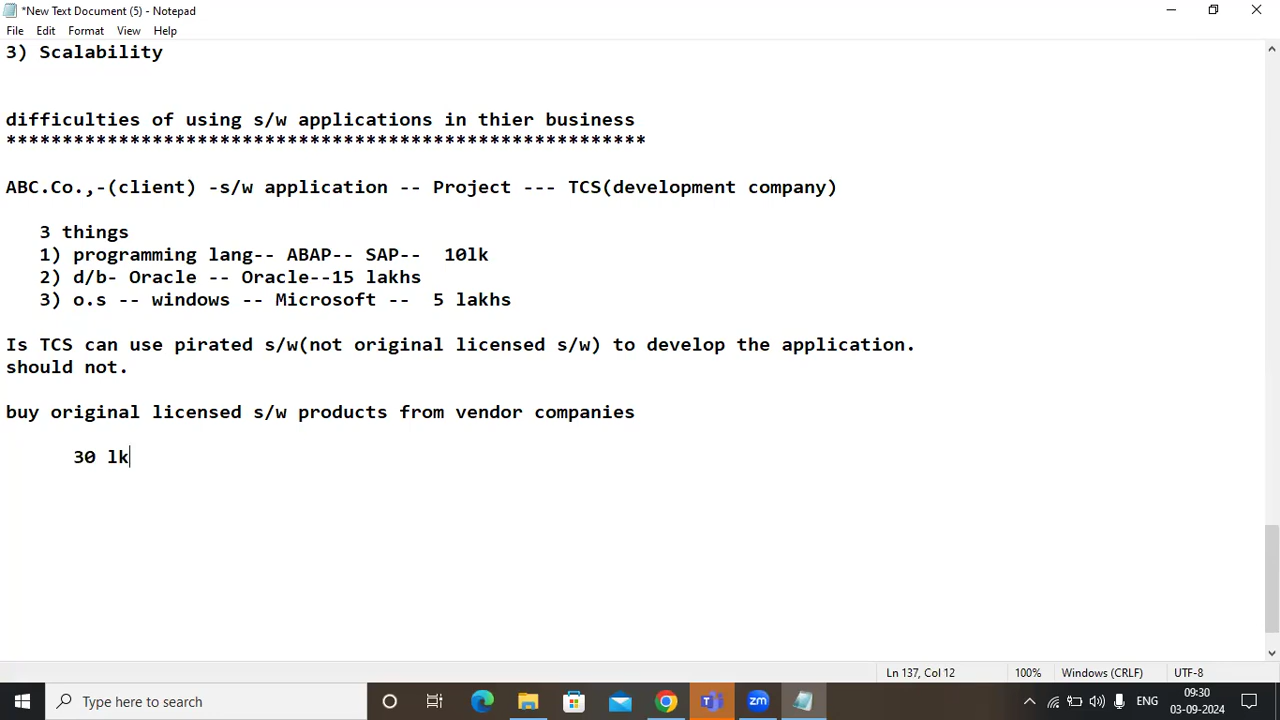 *New Text Document (5) - Notepad
File Edit Format View Help
3) Scalability
difficulties of using s/w applications in thier business
*********************************************************
ABC.Co.,-(client) -s/w application -- Project --- TCS(development company)
3 things
1) programming lang-- ABAP-- SAP-- 10lk
2) d/b- Oracle -- Oracle--15 lakhs
3) o.s -- windows -- Microsoft -- 5 lakhs
Is TCS can use pirated s/w(not original licensed s/w) to develop the application.
should not.
buy original licensed s/w products from vendor companies
30 lk
Ln 137, Col 12 100% Windows (CRLF) UTF-8
Type here to search
zm
ENG
09:30
03-09-2024